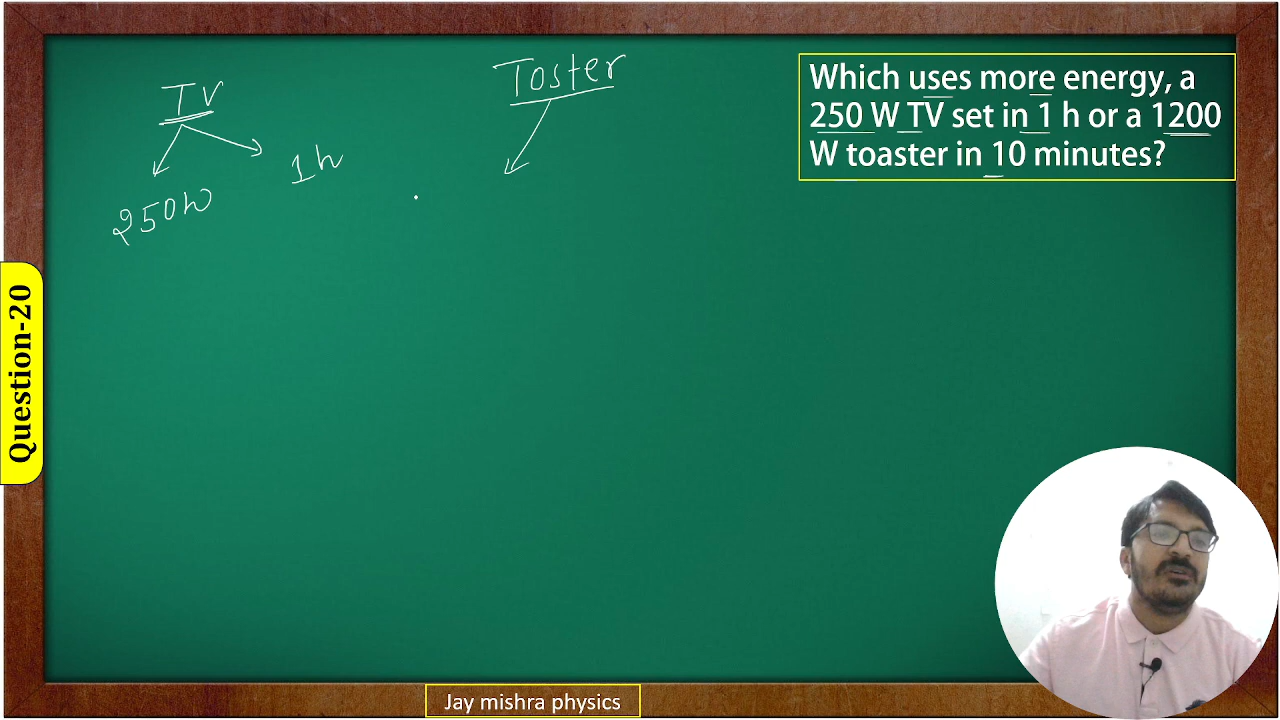 TV
Toster
250W
1h
Which uses more energy, a
250 W TV set in 1 h or a 1200
W toaster in 10 minutes?
Question-20
Jay mishra physics